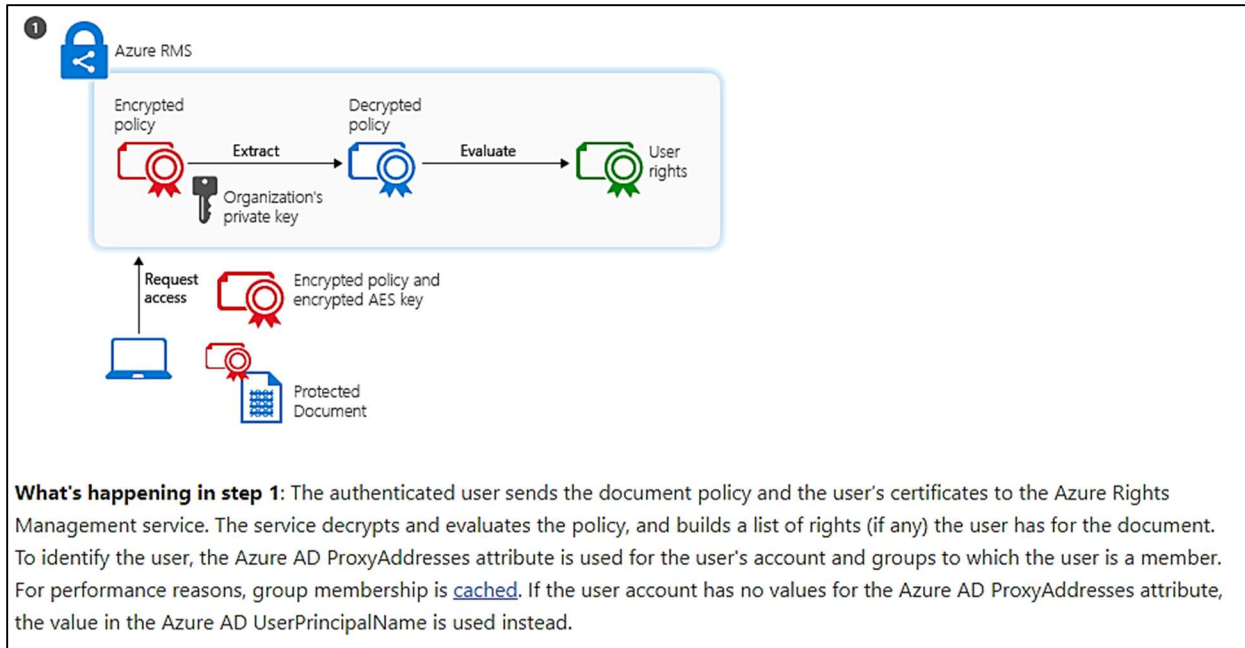 1
Azure RMS
Encrypted
policy
Extract
Organization's
private key
Decrypted
policy
Evaluate
User
rights
Request
access
Encrypted policy and
encrypted AES key
Protected
Document
What's happening in step 1: The authenticated user sends the document policy and the user's certificates to the Azure Rights
Management service. The service decrypts and evaluates the policy, and builds a list of rights (if any) the user has for the document.
To identify the user, the Azure AD ProxyAddresses attribute is used for the user's account and groups to which the user is a member.
For performance reasons, group membership is cached. If the user account has no values for the Azure AD ProxyAddresses attribute,
the value in the Azure AD UserPrincipalName is used instead.